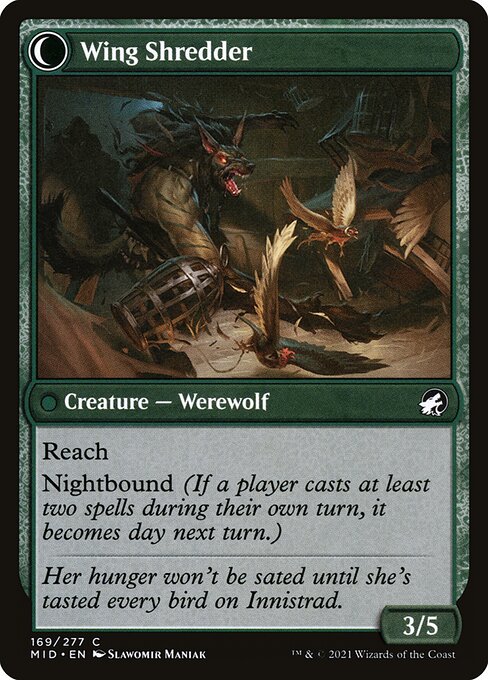 Wing Shredder
Creature — Werewolf
Reach
Nightbound (If a player casts at least
two spells during their own turn, it
becomes day next turn.)
Her hunger won't be sated until she's
tasted every bird on Innistrad.
3/5
169/277 C
MID • EN Slawomir Maniak
™ & © 2021 Wizards of the Coast